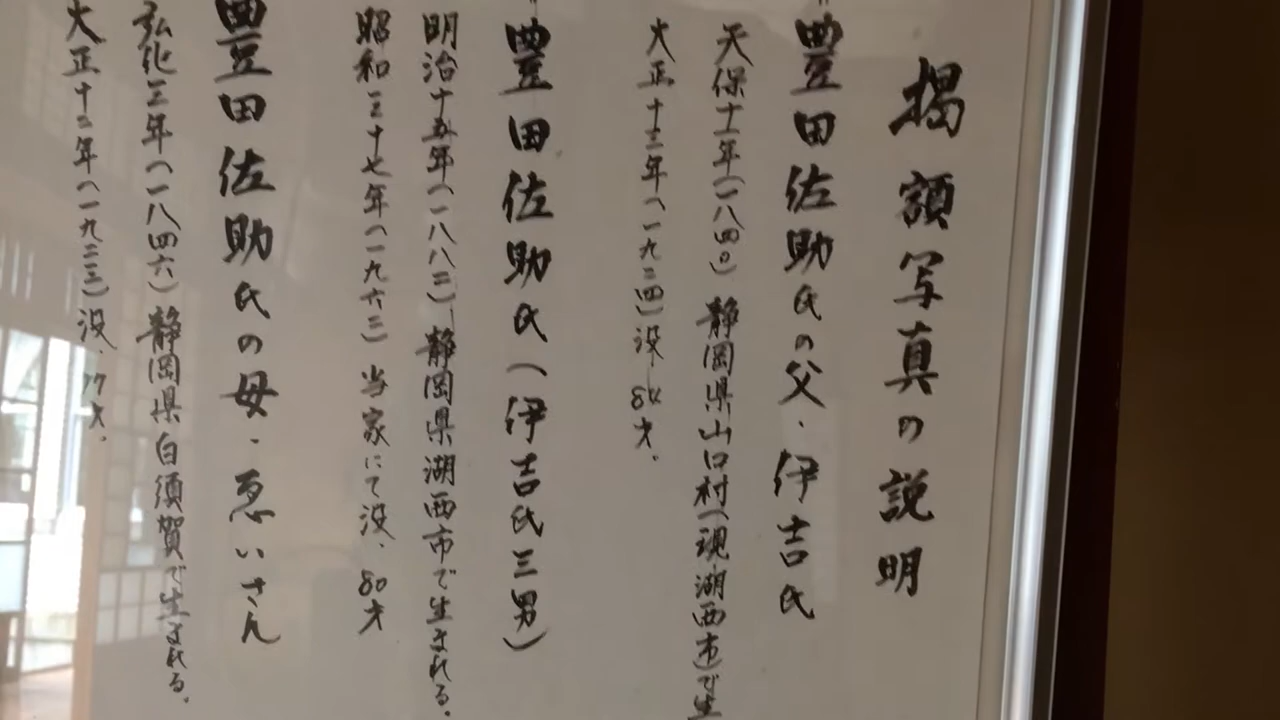 掲額写真の説明
豊田佐助氏の父・伊吉氏
天保十一年(一八四〇)静岡県山口村(現湖西市)で生
大正十三年(一九二四)没・84才.
豊田佐助氏(伊吉氏三男)
明治十五年(一八八二)静岡県湖西市で生まれる.
昭和三十七年(一九六二)当家にて没・80才
豊田佐助氏の母・ゑいさん
弘化三年(一八四六)静岡県白須賀で生まれる.
大正十二年(一九二三)没・77才.